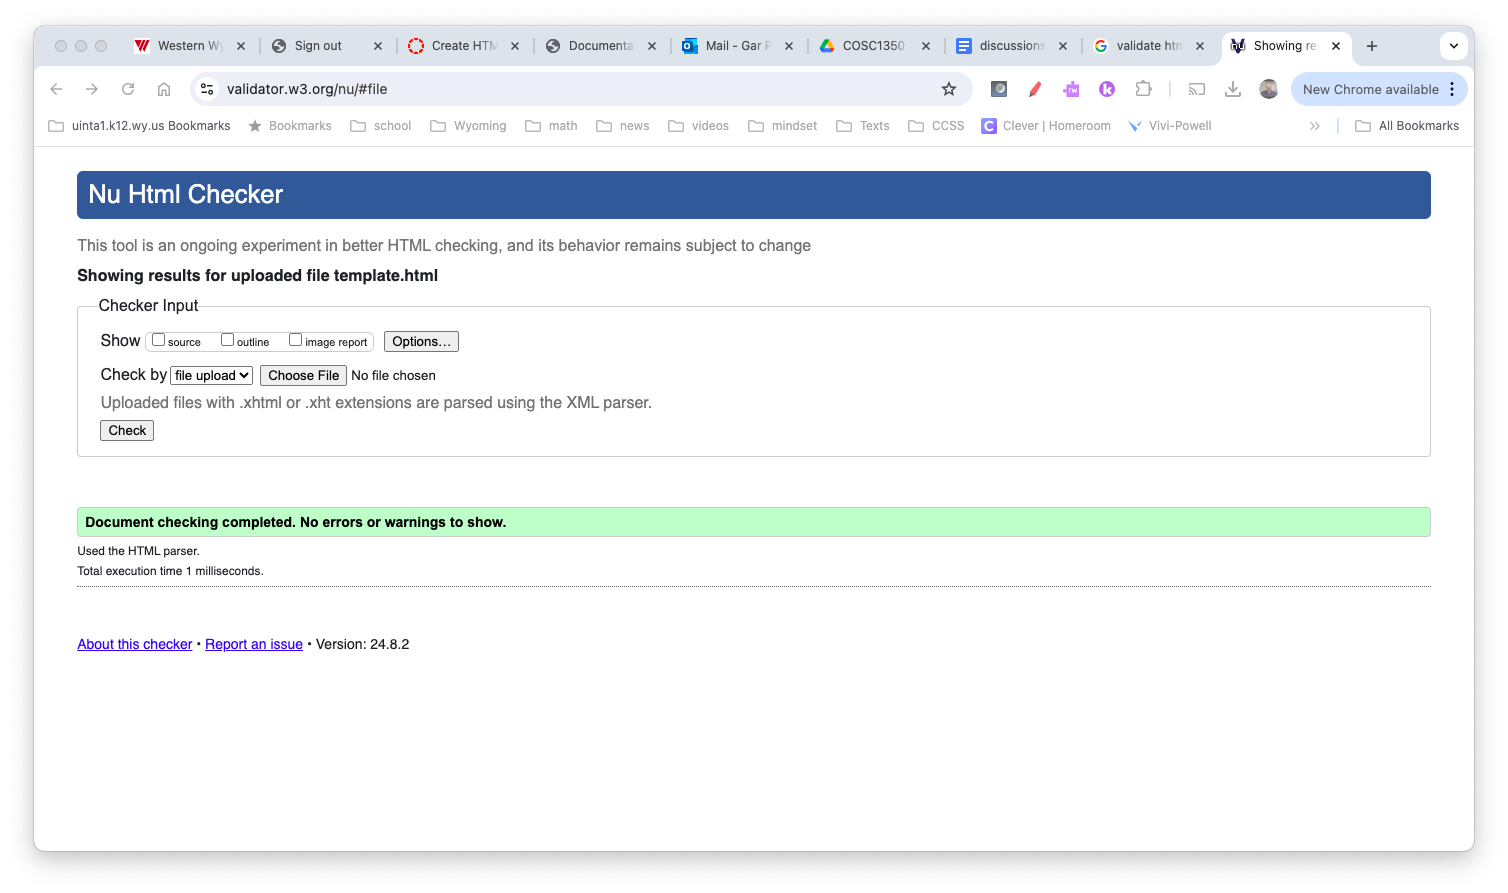 Western Wy
Sign out
Create HTM
Documenta
Mail - Gar P
COSC1350
discussions
validate htm
Showing re
validator.w3.org/nu/#file
New Chrome available
uinta1.k12.wy.us Bookmarks
Bookmarks
school
Wyoming
math
news
videos
mindset
Texts
CCSS
Clever | Homeroom
Vivi-Powell
All Bookmarks
Nu Html Checker
This tool is an ongoing experiment in better HTML checking, and its behavior remains subject to change
Showing results for uploaded file template.html
Checker Input
Show source outline image report Options...
Check by file upload Choose File No file chosen
Uploaded files with .xhtml or .xht extensions are parsed using the XML parser.
Check
Document checking completed. No errors or warnings to show.
Used the HTML parser.
Total execution time 1 milliseconds.
About this checker • Report an issue • Version: 24.8.2